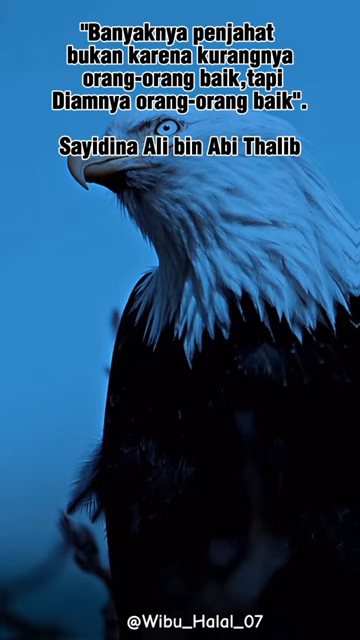 "Banyaknya penjahat
bukan karena kurangnya
orang-orang baik,tapi
Diamnya orang-orang baik".
Sayidina Ali bin Abi Thalib
@Wibu_Halal_07